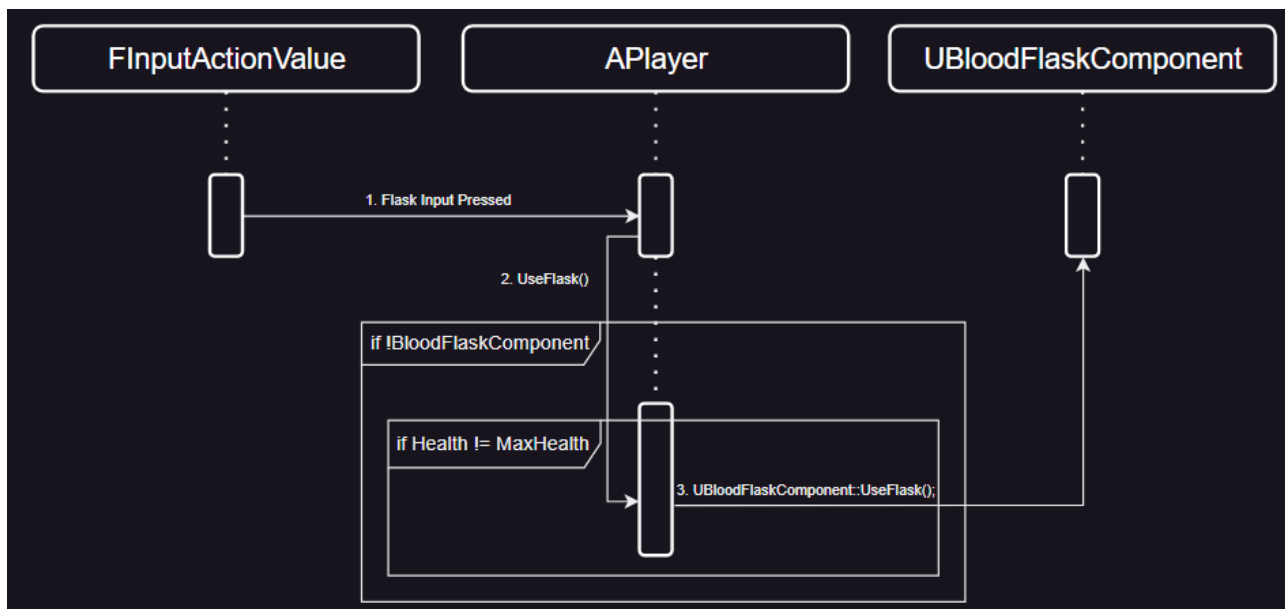 FInputActionValue
APlayer
UBloodFlaskComponent
1. Flask Input Pressed
2. UseFlask()
if !BloodFlaskComponent
if Health != MaxHealth
3. UBloodFlaskComponent::UseFlask();